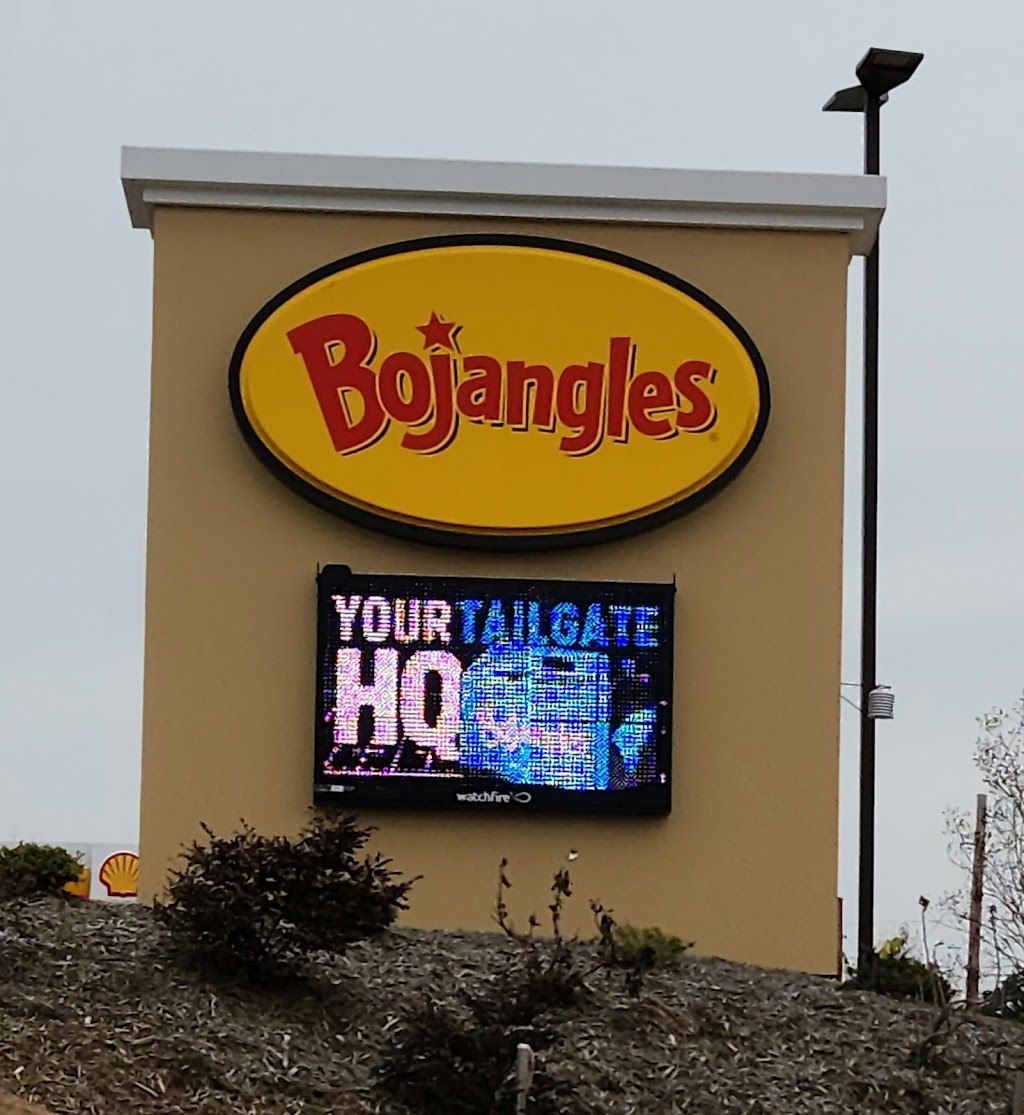 Bojangles
YOUR TAILGATE
HQ
watchfire